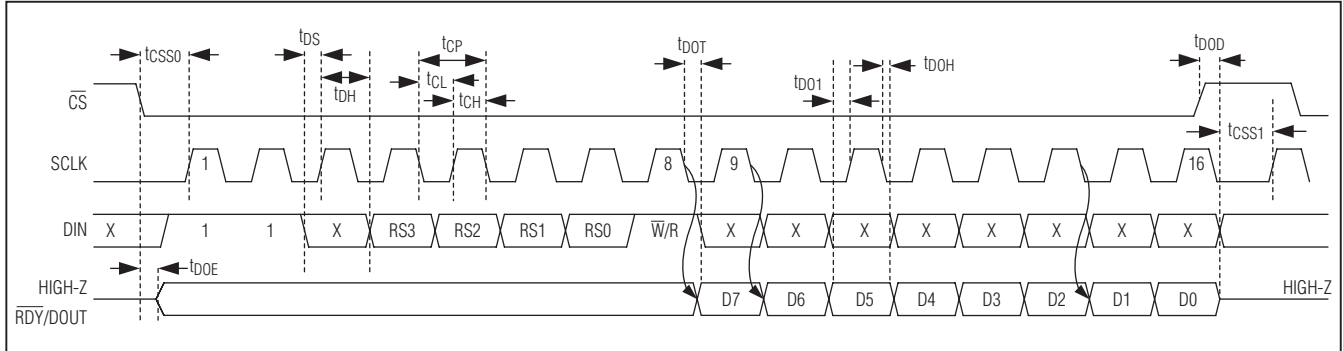 tCSS0 tDS tCP tDOT tDOD
tDH tCL tCH tDO1 tDOH
CS tCSS1
SCLK 1 8 9 16
DIN X 1 1 X RS3 RS2 RS1 RS0 W/R X X X X X X X X
tDOE
HIGH-Z HIGH-Z
RDY/DOUT D7 D6 D5 D4 D3 D2 D1 D0